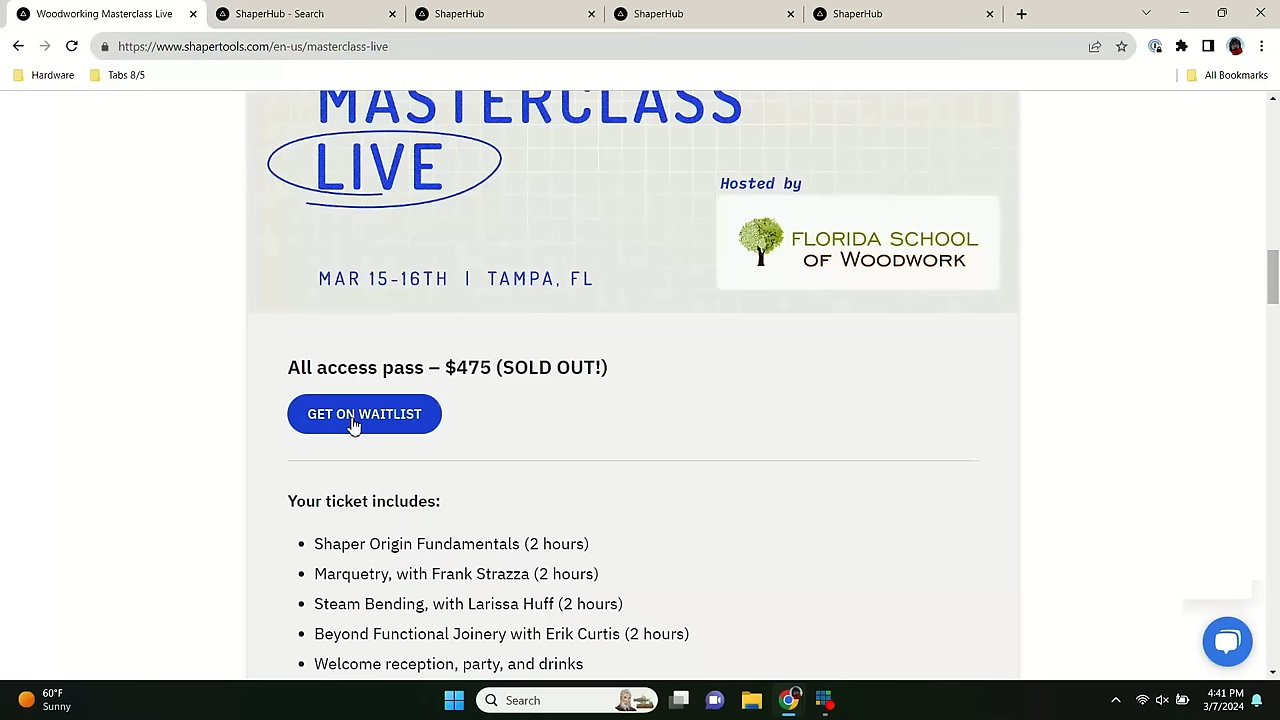 Woodworking Masterclass Live
ShaperHub - Search
ShaperHub
ShaperHub
ShaperHub
https://www.shapertools.com/en-us/masterclass-live
Hardware
Tabs 8/5
All Bookmarks
MASTERCLASS
LIVE
Hosted by
FLORIDA SCHOOL
OF WOODWORK
MAR 15-16TH | TAMPA, FL
All access pass – $475 (SOLD OUT!)
GET ON WAITLIST
Your ticket includes:
• Shaper Origin Fundamentals (2 hours)
• Marquetry, with Frank Strazza (2 hours)
• Steam Bending, with Larissa Huff (2 hours)
• Beyond Functional Joinery with Erik Curtis (2 hours)
• Welcome reception, party, and drinks
60°F
Sunny
Search
4:41 PM
3/7/2024